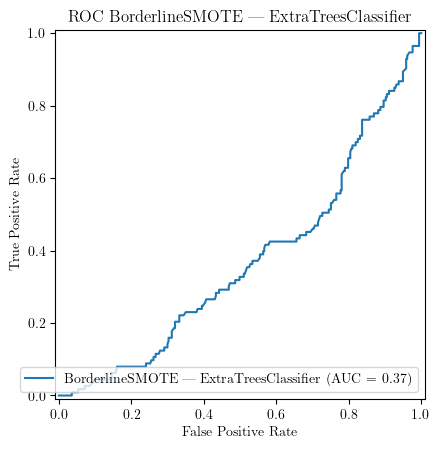 ROC BorderlineSMOTE — ExtraTreesClassifier
1.0
0.8
0.6
0.4
0.2
0.0
True Positive Rate
BorderlineSMOTE — ExtraTreesClassifier (AUC = 0.37)
0.0 0.2 0.4 0.6 0.8 1.0
False Positive Rate